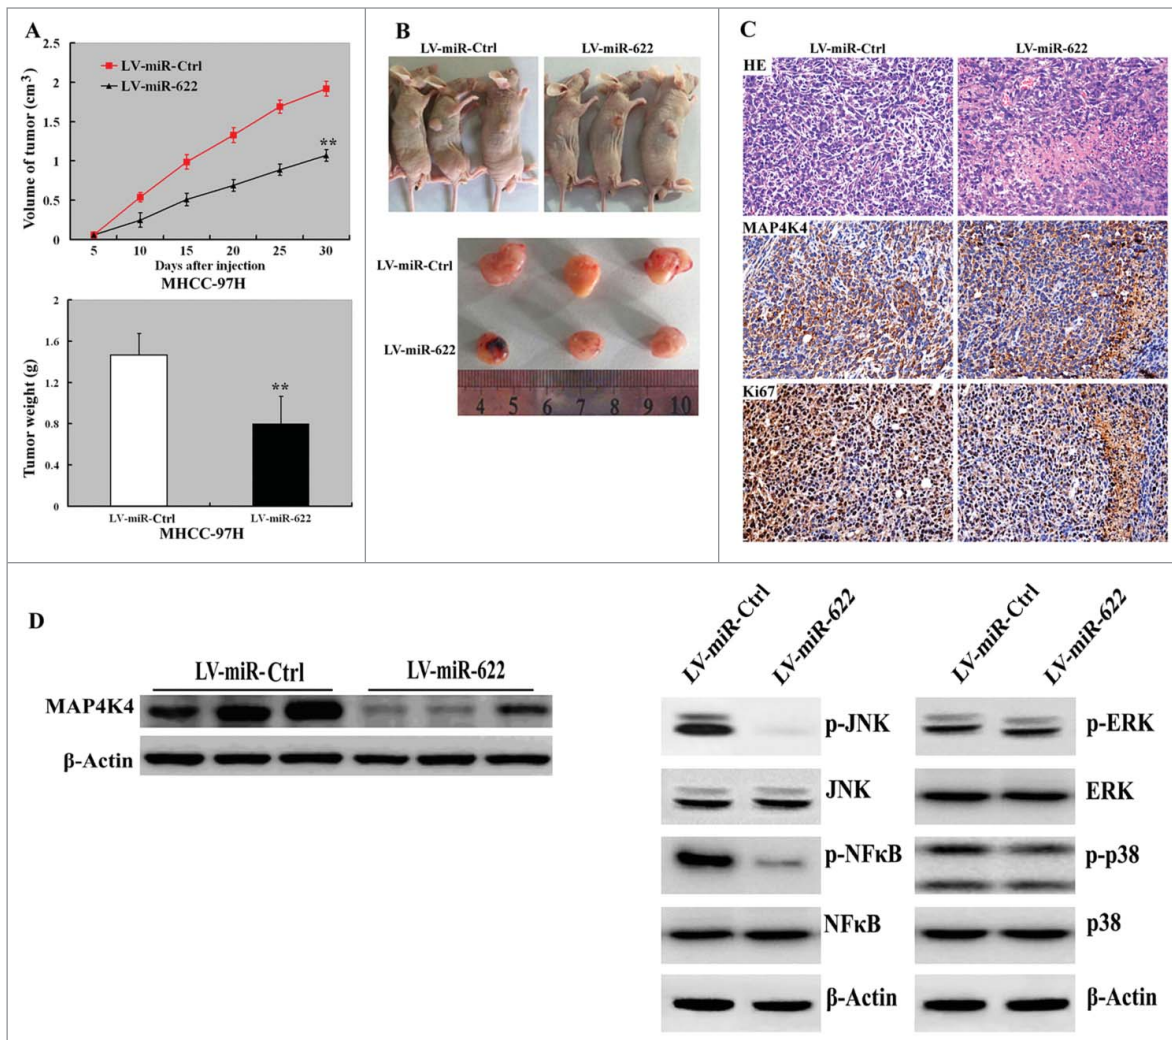 A
2.5
2
1.5
1
0.5
0
Volume of tumor (cm³)
LV-miR-Ctrl
LV-miR-622
**
5 10 15 20 25 30
Days after injection
MHCC-97H
2
1.6
1.2
0.8
0.4
0
Tumor weight (g)
**
LV-miR-Ctrl LV-miR-622
MHCC-97H
B
LV-miR-Ctrl LV-miR-622
LV-miR-Ctrl
LV-miR-622
4 5 6 7 8 9 10
C
LV-miR-Ctrl LV-miR-622
HE
MAP4K4
Ki67
D
LV-miR-Ctrl LV-miR-622
MAP4K4
β-Actin
LV-miR-Ctrl LV-miR-622
p-JNK
JNK
p-NFκB
NFκB
β-Actin
LV-miR-Ctrl LV-miR-622
p-ERK
ERK
p-p38
p38
β-Actin